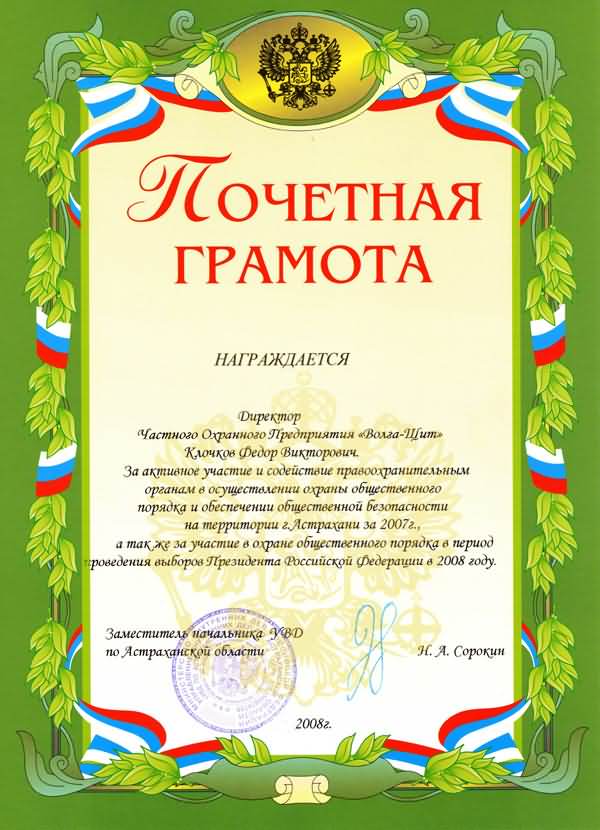 Почетная
грамота
НАГРАЖДАЕТСЯ
Директор
Частного Охранного Предприятия «Волга-Щит»
Клочков Федор Викторович.
За активное участие и содействие правоохранительным
органам в осуществлении охраны общественного
порядка и обеспечении общественной безопасности
на территории г.Астрахани за 2007г.,
а так же за участие в охране общественного порядка в период
проведения выборов Президента Российской Федерации в 2008 году.
Заместитель начальника УВД
по Астраханской области
Н. А. Сорокин
2008г.